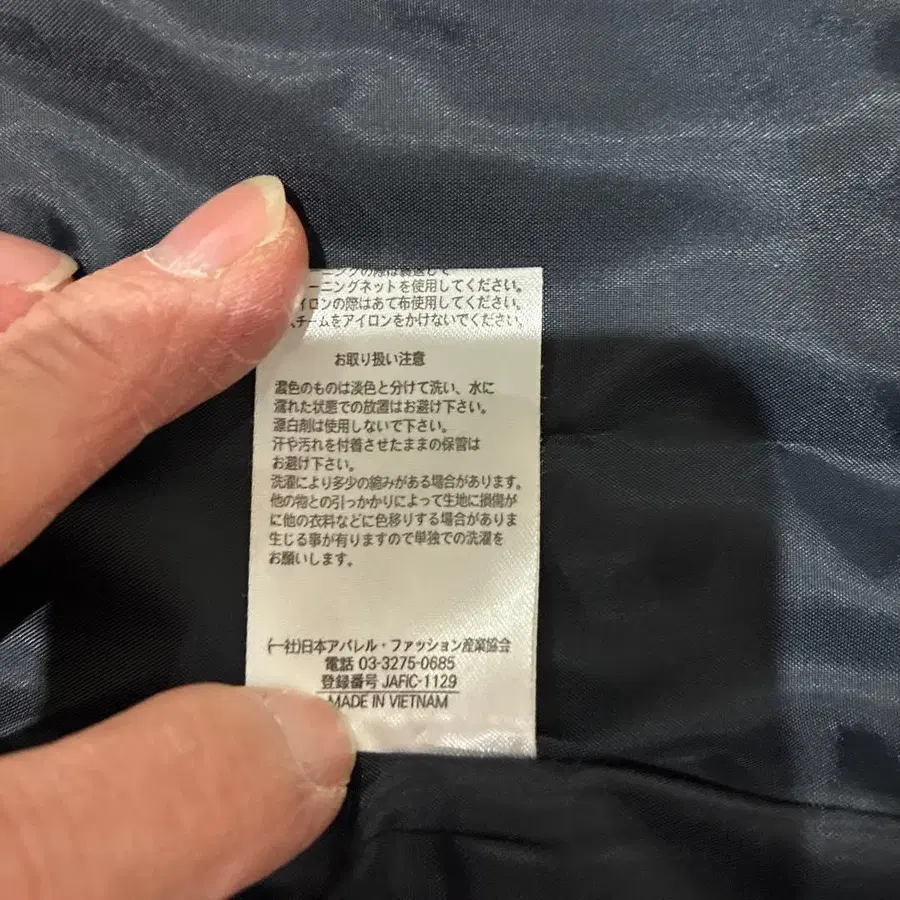 ニングの際は裏返して
ーニングネットを使用してください。
イロンの際はあて布使用してください。
チームをアイロンをかけないでください。
お取り扱い注意
濃色のものは淡色と分けて洗い、水に
濡れた状態での放置はお避け下さい。
漂白剤は使用しないで下さい。
汗や汚れを付着させたままの保管は
お避け下さい。
洗濯により多少の縮みがある場合があります。
他の物との引っかかりによって生地に損傷が
に他の衣料などに色移りする場合がありま
生じる事が有りますので単独での洗濯を
お願いします。
(一社)日本アパレル・ファッション産業協会
電話 03-3275-0685
登録番号 JAFIC-1129
MADE IN VIETNAM